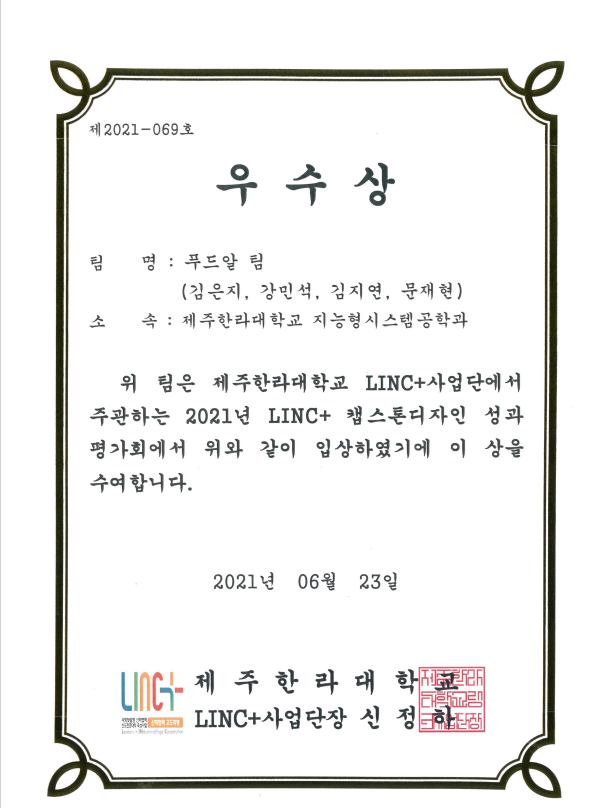 제2021-069호
우 수 상
팀 명 : 푸드알 팀
(김은지, 강민석, 김지연, 문재현)
소 속 : 제주한라대학교 지능형시스템공학과
위 팀은 제주한라대학교 LINC+사업단에서
주관하는 2021년 LINC+ 캡스톤디자인 성과
평가회에서 위와 같이 입상하였기에 이 상을
수여합니다.
2021년 06월 23일
LINC+
제 주 한 라 대 학 교
LINC+사업단장 신 정 하